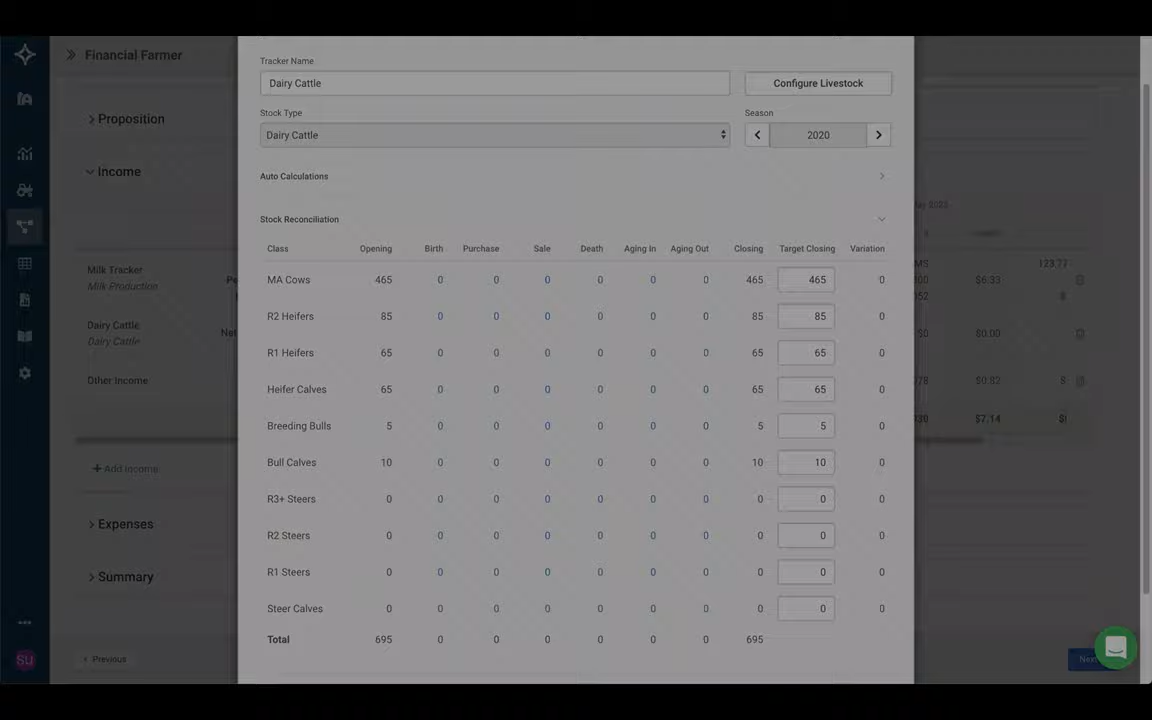 Financial Farmer
Tracker Name
Dairy Cattle
Configure Livestock
Stock Type
Season
Dairy Cattle
2020
Auto Calculations
Stock Reconciliation
Class Opening Birth Purchase Sale Death Aging In Aging Out Closing Target Closing Variation
MA Cows 465 0 0 0 0 0 0 465 465 0
R2 Heifers 85 0 0 0 0 0 0 85 85 0
R1 Heifers 65 0 0 0 0 0 0 65 65 0
Heifer Calves 65 0 0 0 0 0 0 65 65 0
Breeding Bulls 5 0 0 0 0 0 0 5 5 0
Bull Calves 10 0 0 0 0 0 0 10 10 0
R3+ Steers 0 0 0 0 0 0 0 0 0 0
R2 Steers 0 0 0 0 0 0 0 0 0 0
R1 Steers 0 0 0 0 0 0 0 0 0 0
Steer Calves 0 0 0 0 0 0 0 0 0 0
Total 695 0 0 0 0 0 0 695
Proposition
Income
Milk Tracker
Milk Production
Dairy Cattle
Dairy Cattle
Other Income
+ Add Income
Expenses
Summary
Previous
SU
123.77
$6.33
$0 $0.00
$0.82 $
$7.14 $